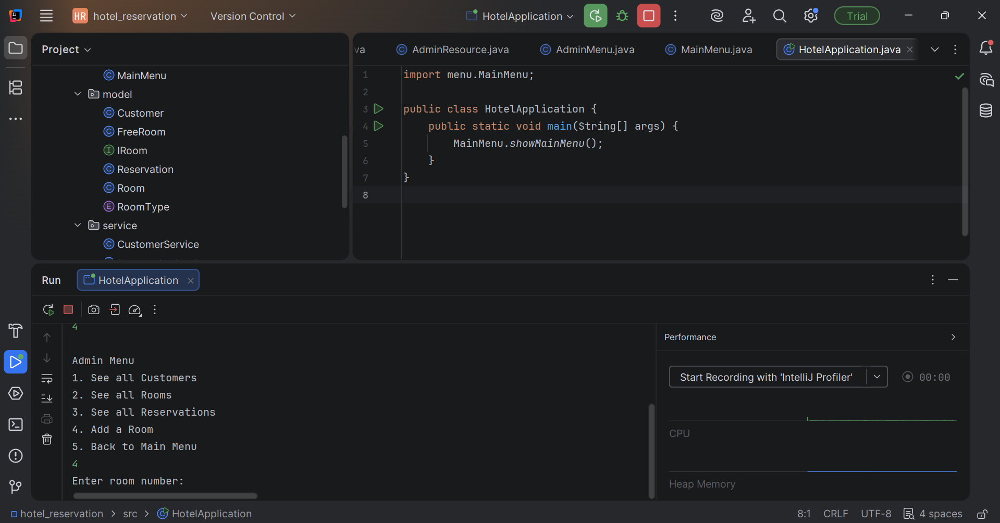 HR hotel_reservation Version Control HotelApplication Trial
Project
MainMenu
model
Customer
FreeRoom
IRoom
Reservation
Room
RoomType
service
CustomerService
va AdminResource.java AdminMenu.java MainMenu.java HotelApplication.java
1 import menu.MainMenu;
2
3 public class HotelApplication {
4 public static void main(String[] args) {
5 MainMenu.showMainMenu();
6 }
7 }
8
Run HotelApplication
4
Admin Menu
1. See all Customers
2. See all Rooms
3. See all Reservations
4. Add a Room
5. Back to Main Menu
4
Enter room number:
Performance
Start Recording with 'IntelliJ Profiler' 00:00
CPU
Heap Memory
hotel_reservation > src > HotelApplication 8:1 CRLF UTF-8 4 spaces